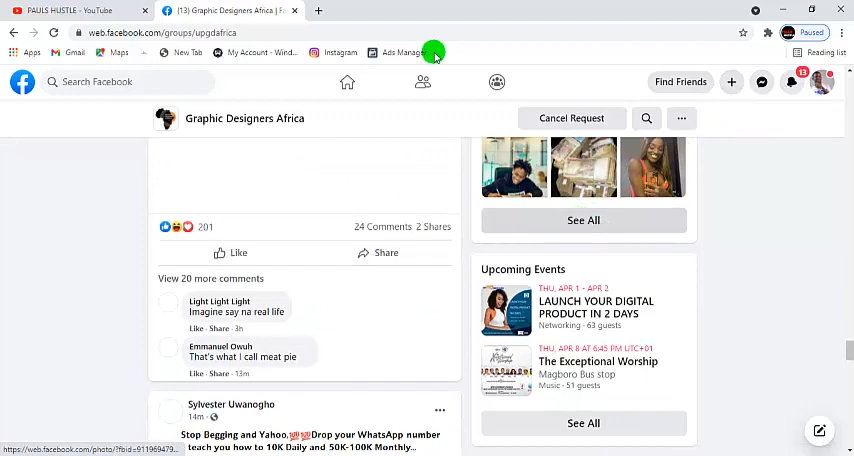 PAULS HUSTLE - YouTube
(13) Graphic Designers Africa | Fa
web.facebook.com/groups/upgdafrica
Paused
Apps
Gmail
Maps
New Tab
My Account - Wind...
Instagram
Ads Manager
Reading list
Search Facebook
Find Friends
13
Graphic Designers Africa
Cancel Request
201
24 Comments 2 Shares
Like
Share
View 20 more comments
Light Light Light
Imagine say na real life
Like · Share · 3h
Emmanuel Owuh
That's what I call meat pie
Like · Share · 13m
Sylvester Uwanogho
14m ·
Stop Begging and Yahoo.💯💯Drop your WhatsApp number
teach you how to 10K Daily and 50K-100K Monthly...
See All
Upcoming Events
THU, APR 1 - APR 2
LAUNCH YOUR DIGITAL
PRODUCT IN 2 DAYS
Networking · 63 guests
THU, APR 8 AT 6:45 PM UTC+01
The Exceptional Worship
Magboro Bus stop
Music · 51 guests
See All
https://web.facebook.com/photo/?fbid=911969479...